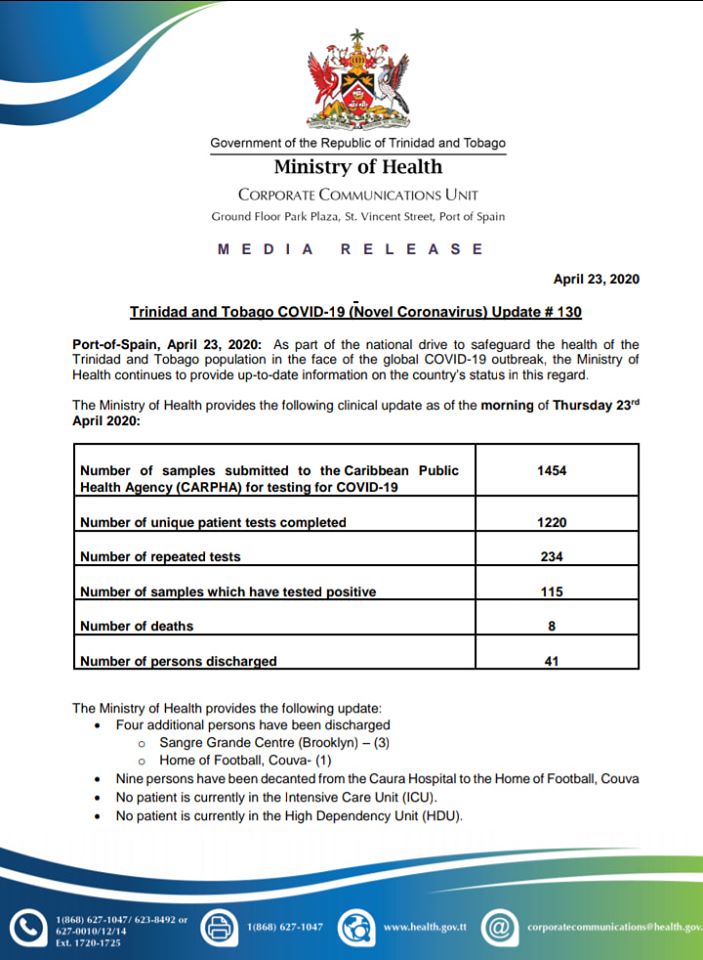 Government of the Republic of Trinidad and Tobago
Ministry of Health
CORPORATE COMMUNICATIONS UNIT
Ground Floor Park Plaza, St. Vincent Street, Port of Spain
MEDIA RELEASE
April 23, 2020
Trinidad and Tobago COVID-19 (Novel Coronavirus) Update # 130
Port-of-Spain, April 23, 2020: As part of the national drive to safeguard the health of the
Trinidad and Tobago population in the face of the global COVID-19 outbreak, the Ministry of
Health continues to provide up-to-date information on the country's status in this regard.
The Ministry of Health provides the following clinical update as of the morning of Thursday 23rd
April 2020:
Number of samples submitted to the Caribbean Public
Health Agency (CARPHA) for testing for COVID-19
1454
Number of unique patient tests completed 1220
Number of repeated tests 234
Number of samples which have tested positive 115
Number of deaths 8
Number of persons discharged 41
The Ministry of Health provides the following update:
• Four additional persons have been discharged
o Sangre Grande Centre (Brooklyn) – (3)
o Home of Football, Couva- (1)
• Nine persons have been decanted from the Caura Hospital to the Home of Football, Couva
• No patient is currently in the Intensive Care Unit (ICU).
• No patient is currently in the High Dependency Unit (HDU).
1(868) 627-1047/ 623-8492 or
627-0010/12/14
Ext. 1720-1725
1(868) 627-1047
www.health.gov.tt
corporatecommunications@health.gov.